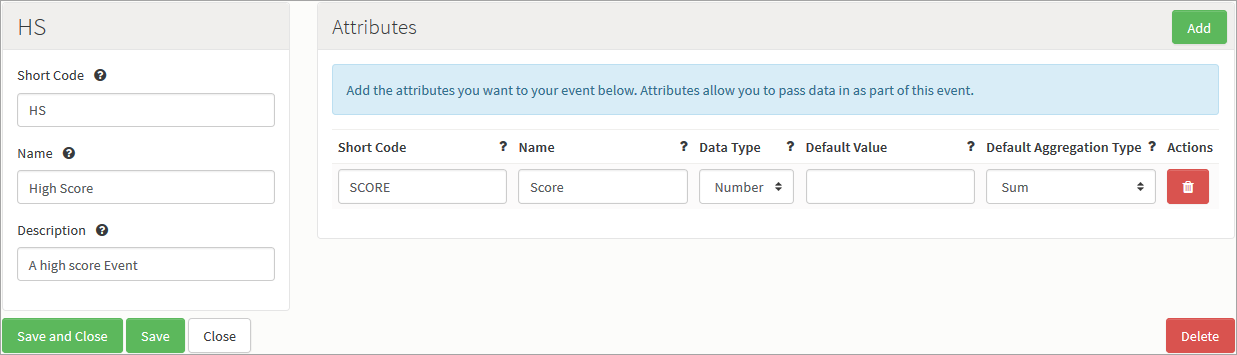 HS
Short Code ?
HS
Name ?
High Score
Description ?
A high score Event
Save and Close Save Close
Attributes Add
Add the attributes you want to your event below. Attributes allow you to pass data in as part of this event.
Short Code ? Name ? Data Type ? Default Value ? Default Aggregation Type ? Actions
SCORE Score Number Sum
Delete